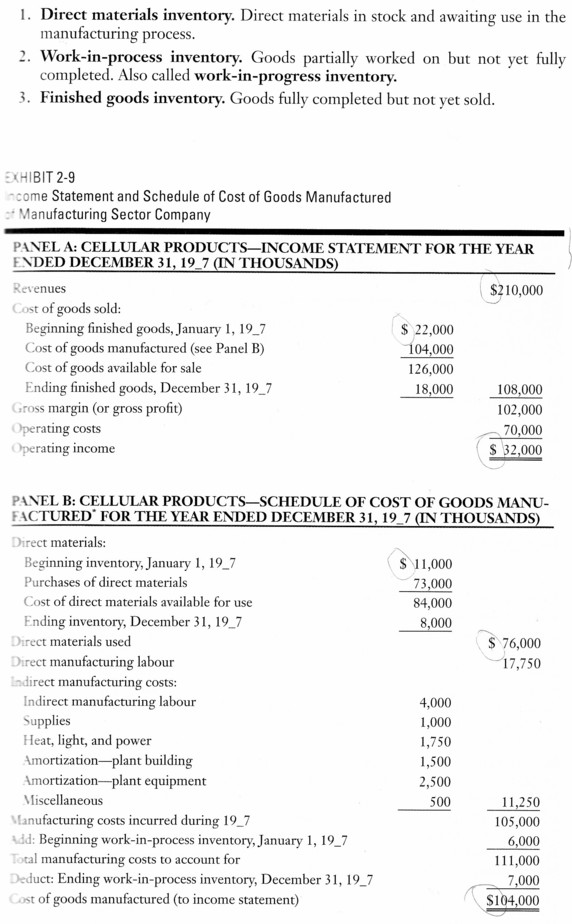 1. Direct materials inventory. Direct materials in stock and awaiting use in the
manufacturing process.
2. Work-in-process inventory. Goods partially worked on but not yet fully
completed. Also called work-in-progress inventory.
3. Finished goods inventory. Goods fully completed but not yet sold.
EXHIBIT 2-9
Income Statement and Schedule of Cost of Goods Manufactured
of Manufacturing Sector Company
PANEL A: CELLULAR PRODUCTS—INCOME STATEMENT FOR THE YEAR
ENDED DECEMBER 31, 19_7 (IN THOUSANDS)
Revenues $210,000
Cost of goods sold:
Beginning finished goods, January 1, 19_7 $ 22,000
Cost of goods manufactured (see Panel B) 104,000
Cost of goods available for sale 126,000
Ending finished goods, December 31, 19_7 18,000 108,000
Gross margin (or gross profit) 102,000
Operating costs 70,000
Operating income $ 32,000
PANEL B: CELLULAR PRODUCTS—SCHEDULE OF COST OF GOODS MANU-
FACTURED* FOR THE YEAR ENDED DECEMBER 31, 19_7 (IN THOUSANDS)
Direct materials:
Beginning inventory, January 1, 19_7 $ 11,000
Purchases of direct materials 73,000
Cost of direct materials available for use 84,000
Ending inventory, December 31, 19_7 8,000
Direct materials used $ 76,000
Direct manufacturing labour 17,750
Indirect manufacturing costs:
Indirect manufacturing labour 4,000
Supplies 1,000
Heat, light, and power 1,750
Amortization—plant building 1,500
Amortization—plant equipment 2,500
Miscellaneous 500 11,250
Manufacturing costs incurred during 19_7 105,000
Add: Beginning work-in-process inventory, January 1, 19_7 6,000
Total manufacturing costs to account for 111,000
Deduct: Ending work-in-process inventory, December 31, 19_7 7,000
Cost of goods manufactured (to income statement) $104,000